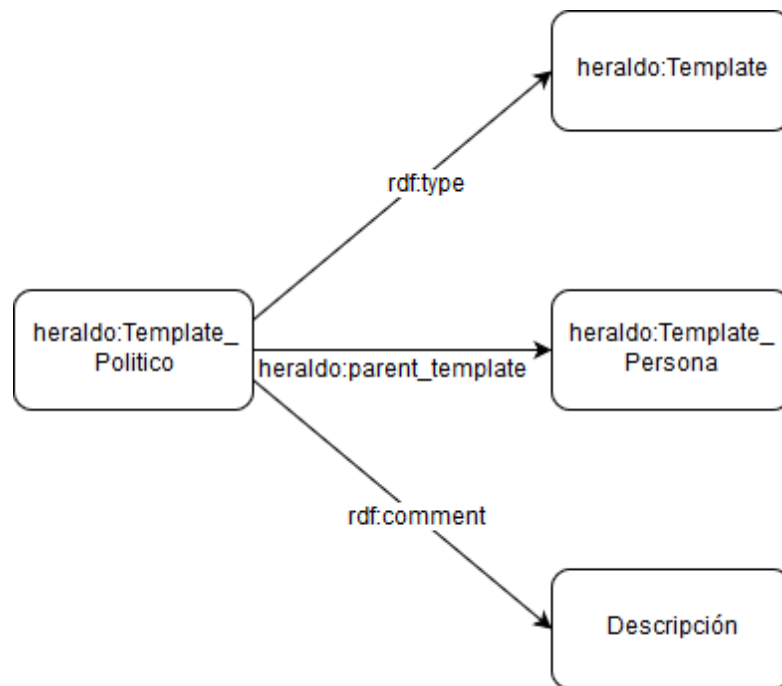 heraldo:Template
rdf:type
heraldo:Template_
Politico
heraldo:parent_template
heraldo:Template_
Persona
rdf:comment
Descripción